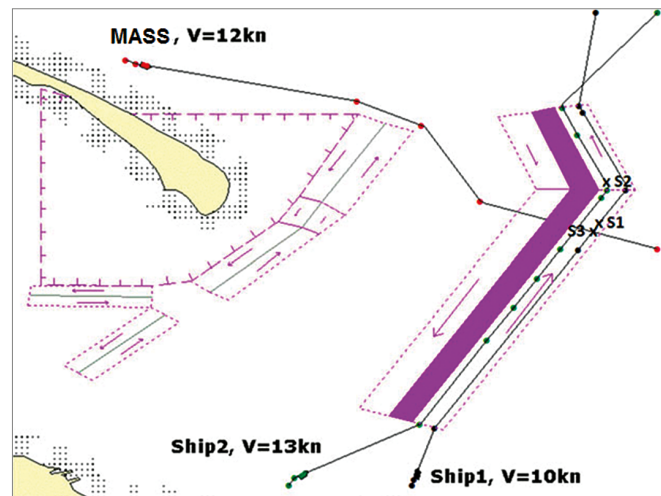 MASS, V=12kn
S2
S1
S3
Ship2, V=13kn
Ship1, V=10kn